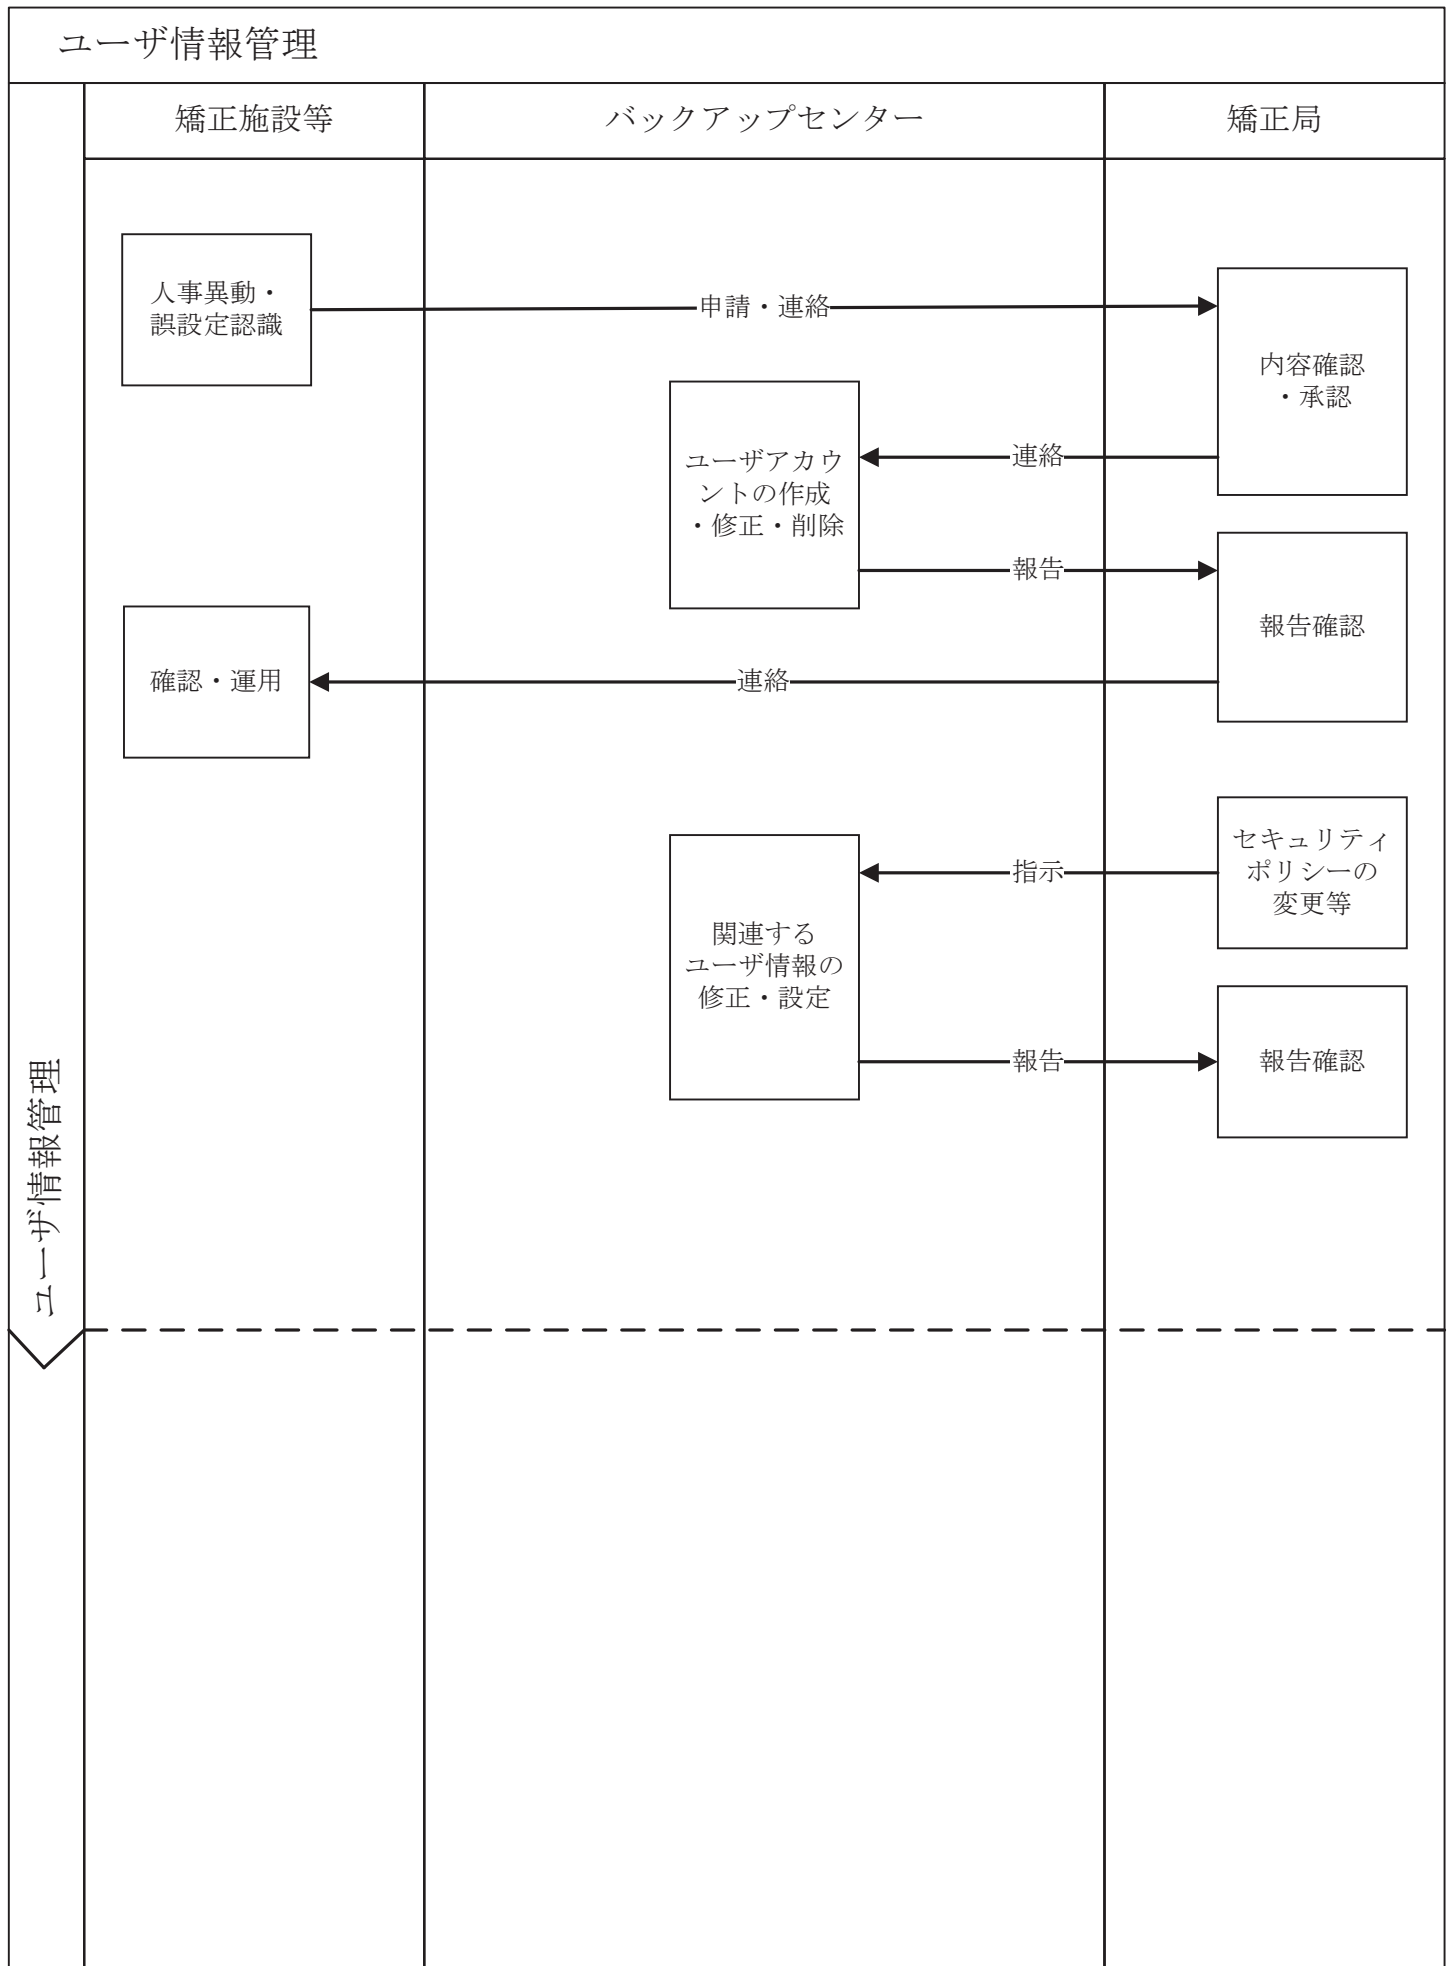 ユーザ情報管理
矯正施設等
バックアップセンター
矯正局
人事異動・
誤設定認識
申請・連絡
内容確認
・承認
連絡
ユーザアカウ
ントの作成
・修正・削除
報告
報告確認
連絡
確認・運用
セキュリティ
ポリシーの
変更等
指示
関連する
ユーザ情報の
修正・設定
報告
報告確認
ユーザ情報管理